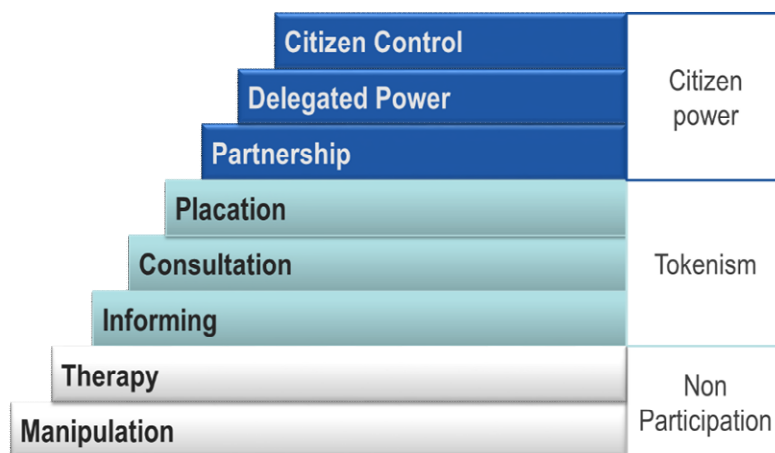 Citizen Control
Delegated Power
Partnership
Citizen
power
Placation
Consultation
Informing
Tokenism
Therapy
Manipulation
Non
Participation